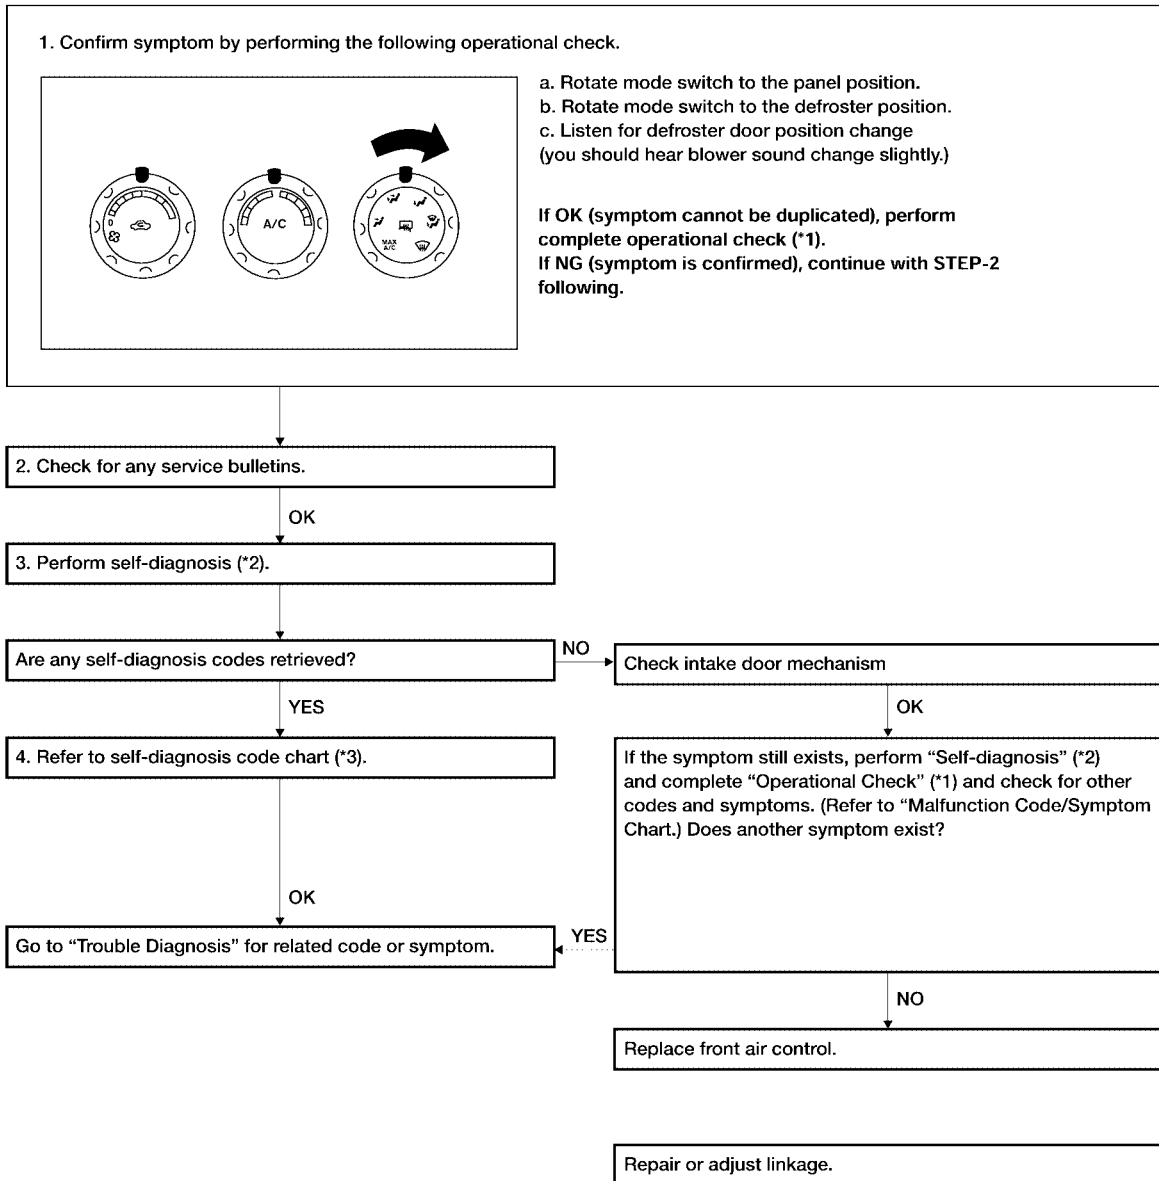 1. Confirm symptom by performing the following operational check.
a. Rotate mode switch to the panel position.
b. Rotate mode switch to the defroster position.
c. Listen for defroster door position change
(you should hear blower sound change slightly.)
If OK (symptom cannot be duplicated), perform
complete operational check (*1).
If NG (symptom is confirmed), continue with STEP-2
following.
0
A/C
MAX
A/C
2. Check for any service bulletins.
OK
3. Perform self-diagnosis (*2).
Are any self-diagnosis codes retrieved?
NO
Check intake door mechanism
YES
OK
4. Refer to self-diagnosis code chart (*3).
If the symptom still exists, perform “Self-diagnosis” (*2)
and complete “Operational Check” (*1) and check for other
codes and symptoms. (Refer to “Malfunction Code/Symptom
Chart.) Does another symptom exist?
OK
Go to “Trouble Diagnosis” for related code or symptom.
YES
NO
Replace front air control.
Repair or adjust linkage.